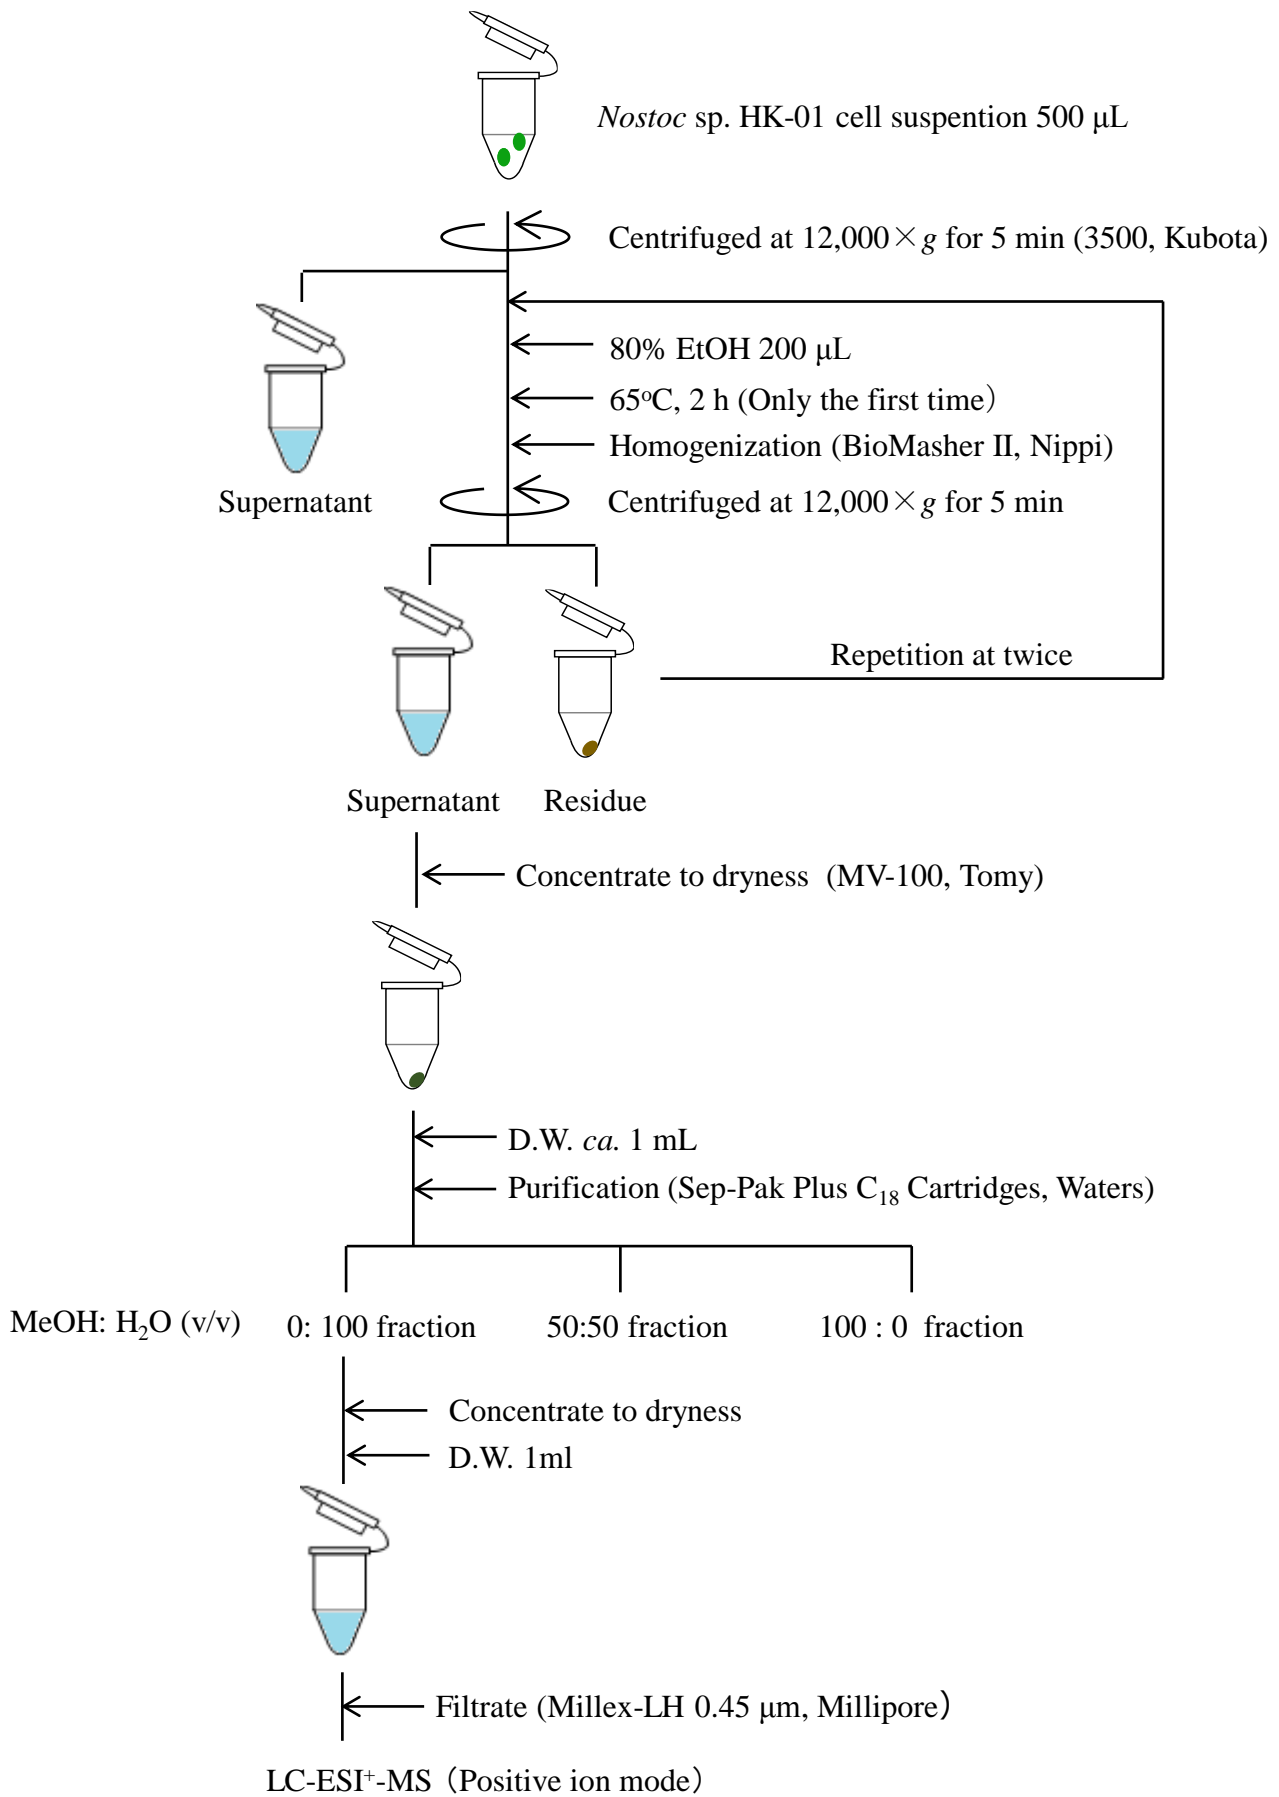 Nostoc sp. HK-01 cell suspention 500 μL
Centrifuged at 12,000×g for 5 min (3500, Kubota)
80% EtOH 200 μL
65°C, 2 h (Only the first time）
Homogenization (BioMasher II, Nippi)
Supernatant
Centrifuged at 12,000×g for 5 min
Repetition at twice
Supernatant
Residue
Concentrate to dryness (MV-100, Tomy)
D.W. ca. 1 mL
Purification (Sep-Pak Plus C18 Cartridges, Waters)
MeOH: H2O (v/v) 0: 100 fraction 50:50 fraction 100 : 0 fraction
Concentrate to dryness
D.W. 1ml
Filtrate (Millex-LH 0.45 μm, Millipore）
LC-ESI+-MS（Positive ion mode）